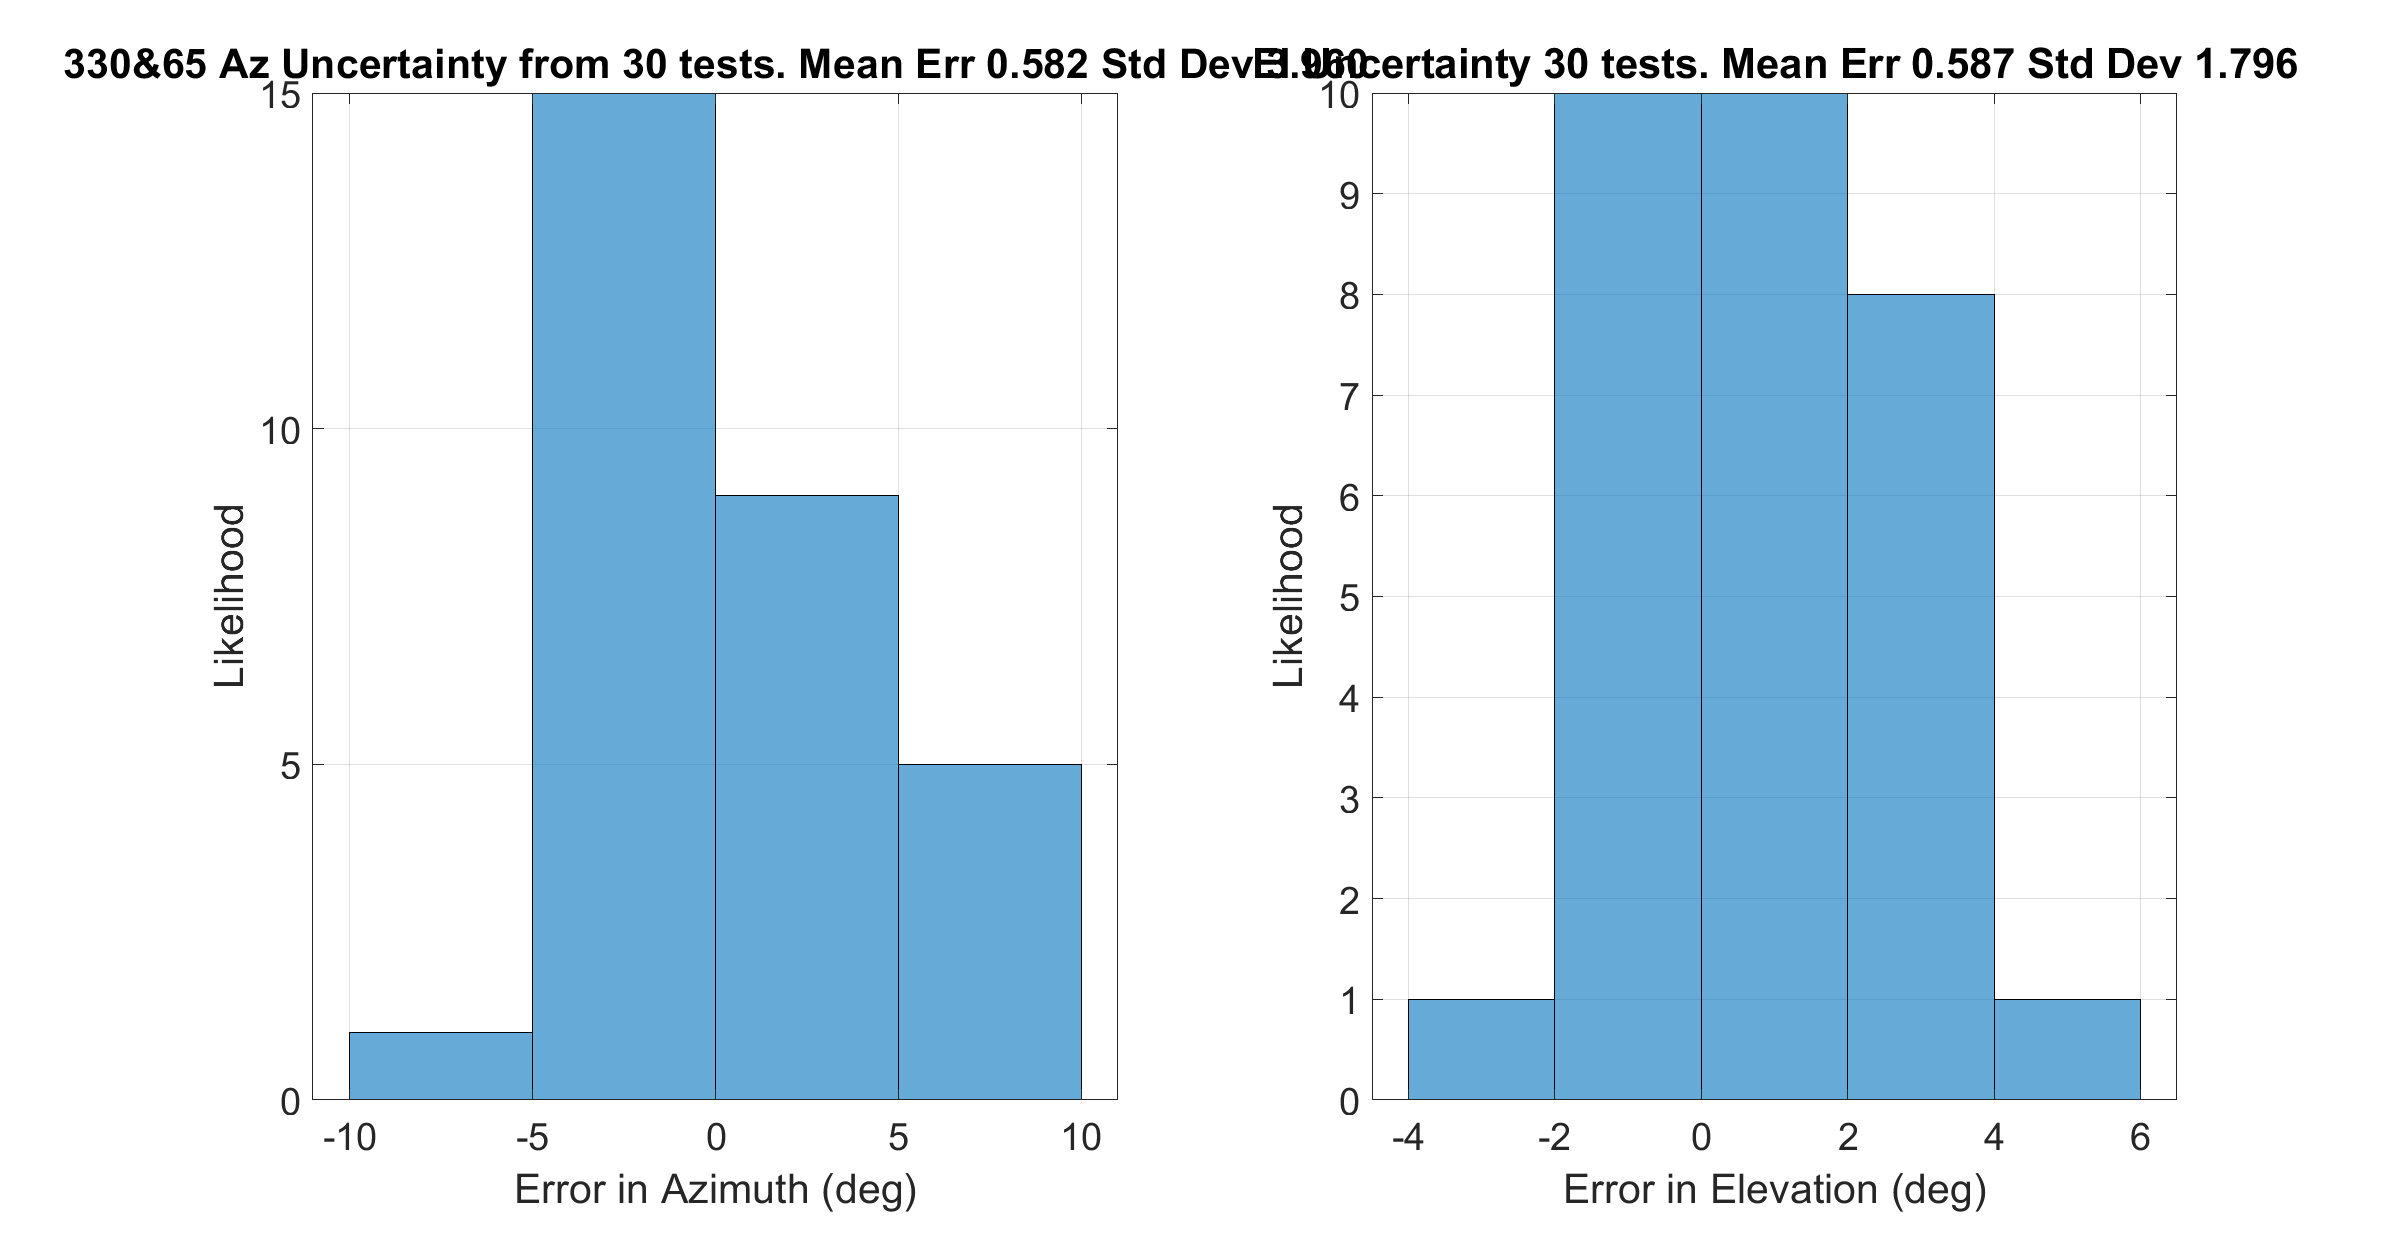 330&65 Az Uncertainty from 30 tests. Mean Err 0.582 Std Dev 3.960
El Uncertainty 30 tests. Mean Err 0.587 Std Dev 1.796
15
10
5
0
Likelihood
-10 -5 0 5 10
Error in Azimuth (deg)
10
9
8
7
6
5
4
3
2
1
0
Likelihood
-4 -2 0 2 4 6
Error in Elevation (deg)